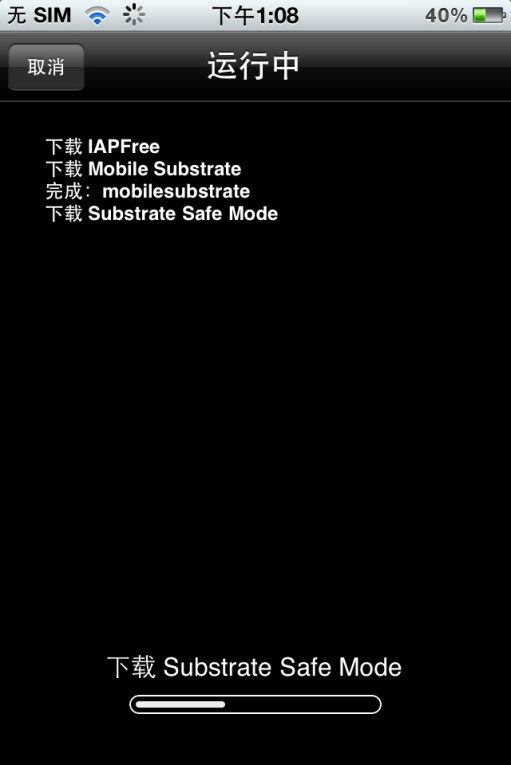 无 SIM 下午1:08 40%
取消 运行中
下载 IAPFree
下载 Mobile Substrate
完成：mobilesubstrate
下载 Substrate Safe Mode
下载 Substrate Safe Mode